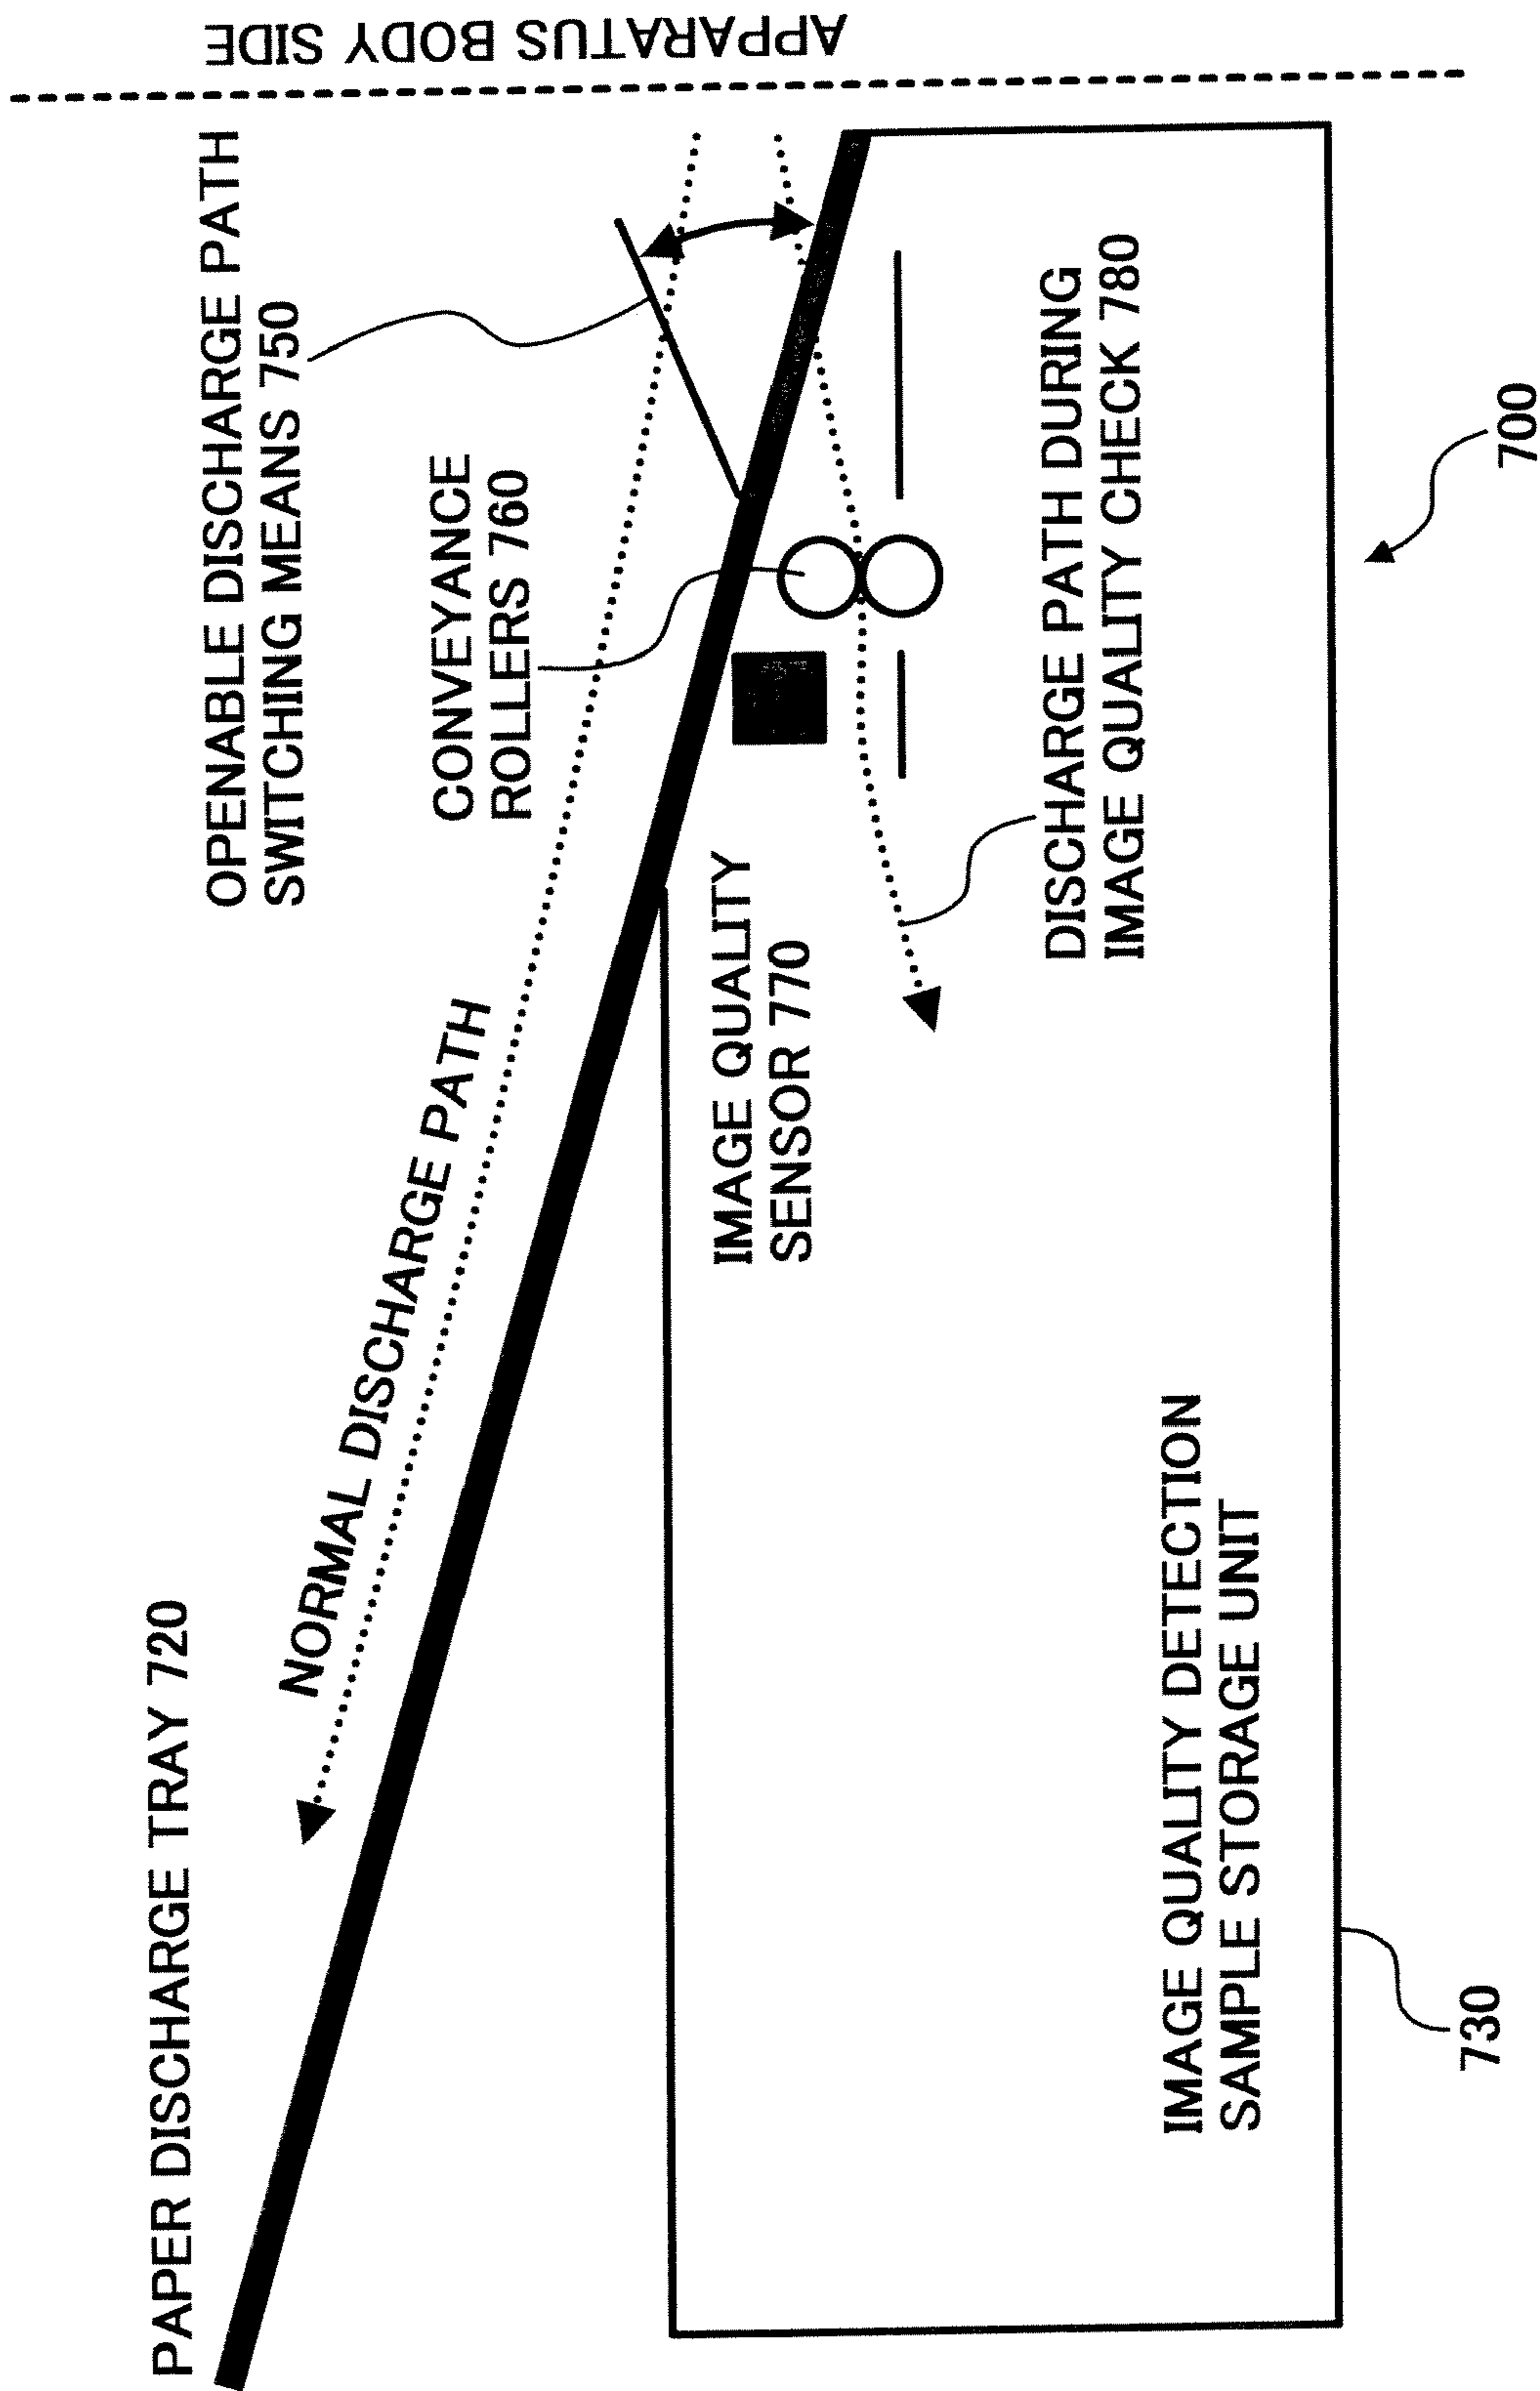 PAPER DISCHARGE TRAY 720
NORMAL DISCHARGE PATH
OPENABLE DISCHARGE PATH
SWITCHING MEANS 750
APPARATUS BODY SIDE
CONVEYANCE
ROLLERS 760
IMAGE QUALITY
SENSOR 770
DISCHARGE PATH DURING
IMAGE QUALITY CHECK 780
IMAGE QUALITY DETECTION
SAMPLE STORAGE UNIT
730
700